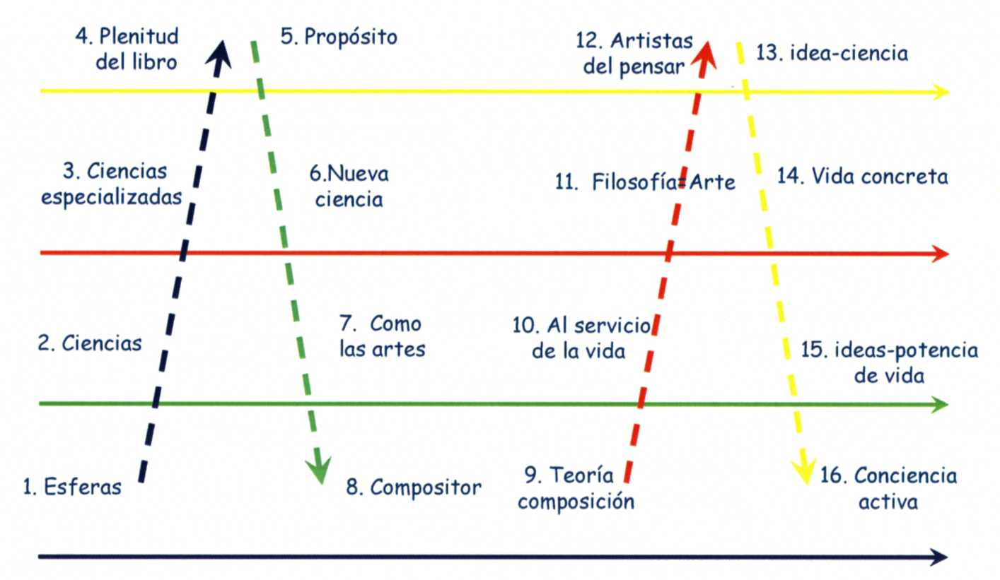 4. Plenitud
del libro
5. Propósito
12. Artistas
del pensar
13. idea-ciencia
3. Ciencias
especializadas
6.Nueva
ciencia
11. Filosofía=Arte
14. Vida concreta
2. Ciencias
7. Como
las artes
10. Al servicio
de la vida
15. ideas-potencia
de vida
1. Esferas
8. Compositor
9. Teoría
composición
16. Conciencia
activa